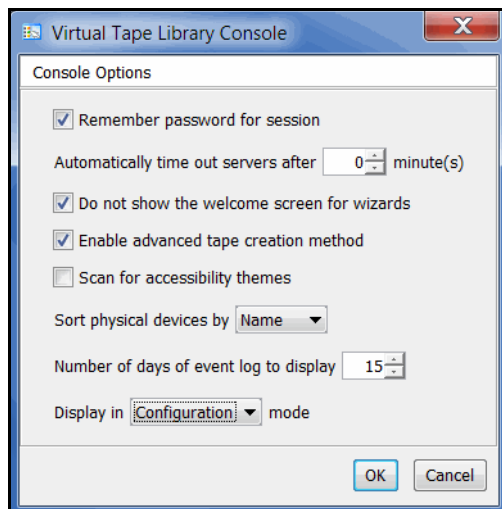 Virtual Tape Library Console
X
Console Options
Remember password for session
Automatically time out servers after 0 minute(s)
Do not show the welcome screen for wizards
Enable advanced tape creation method
Scan for accessibility themes
Sort physical devices by Name
Number of days of event log to display 15
Display in Configuration mode
OK Cancel